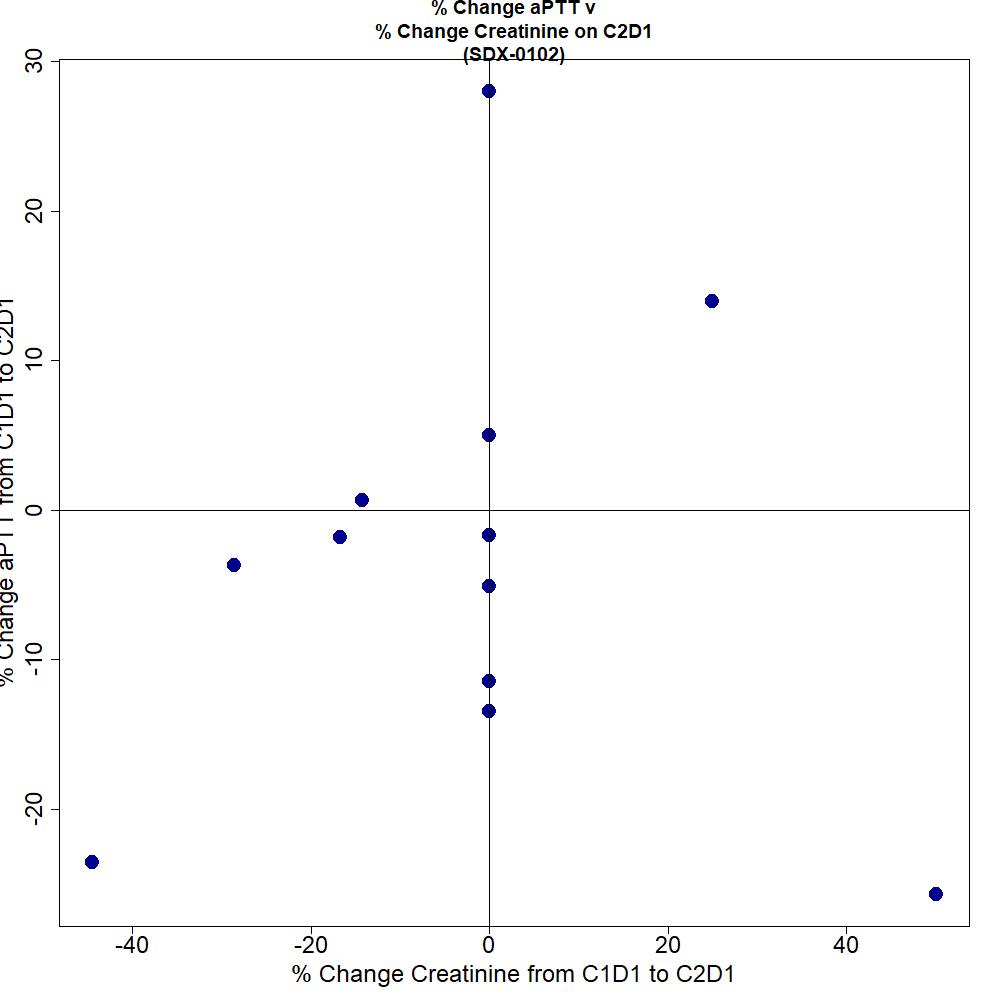 % Change aPTT v
% Change Creatinine on C2D1
(SDX-0102)
% Change aPTT from C1D1 to C2D1
30
20
10
0
-10
-20
-40
-20
0
20
40
% Change Creatinine from C1D1 to C2D1